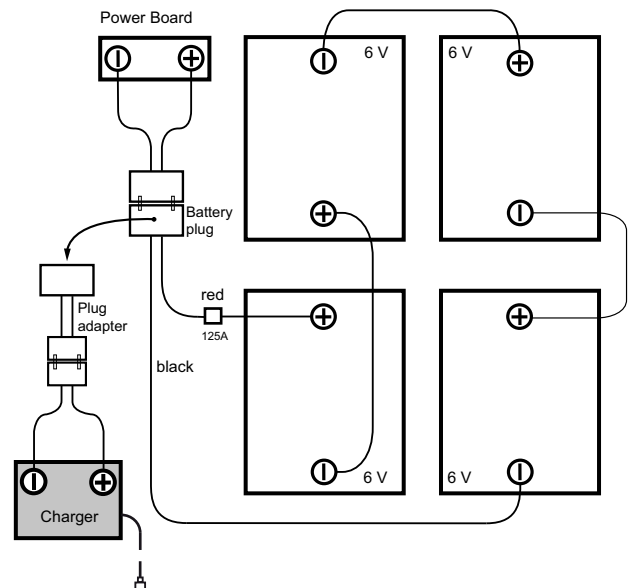 Power Board
6 V
6 V
Battery
plug
red
125A
Plug
adapter
black
6 V
6 V
Charger